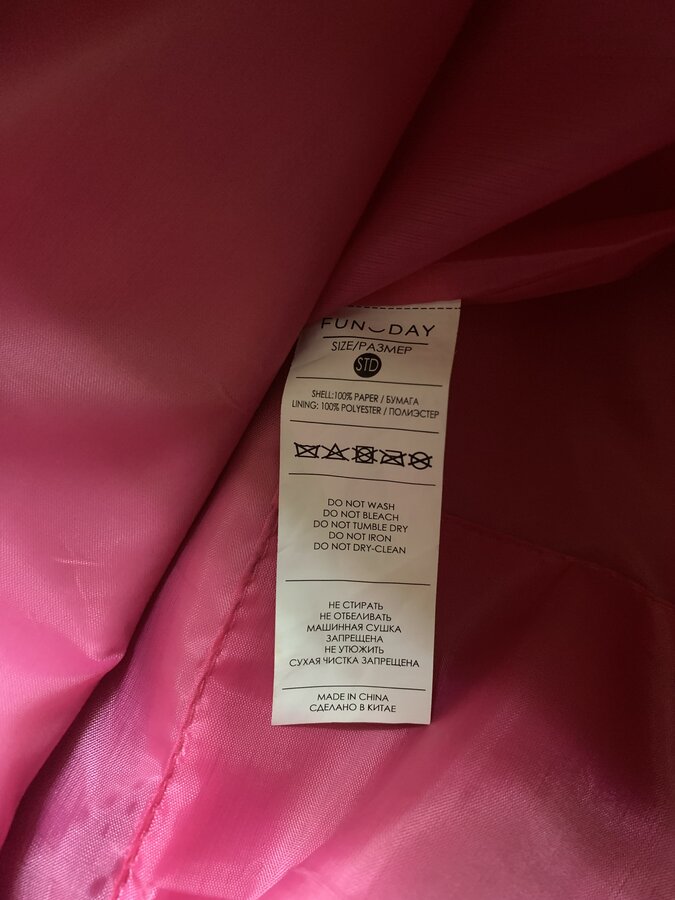 FUN DAY
SIZE/РАЗМЕР
STD
SHELL:100% PAPER / БУМАГА
LINING: 100% POLYESTER / ПОЛИЭСТЕР
DO NOT WASH
DO NOT BLEACH
DO NOT TUMBLE DRY
DO NOT IRON
DO NOT DRY-CLEAN
НЕ СТИРАТЬ
НЕ ОТБЕЛИВАТЬ
МАШИННАЯ СУШКА
ЗАПРЕЩЕНА
НЕ УТЮЖИТЬ
СУХАЯ ЧИСТКА ЗАПРЕЩЕНА
MADE IN CHINA
СДЕЛАНО В КИТАЕ